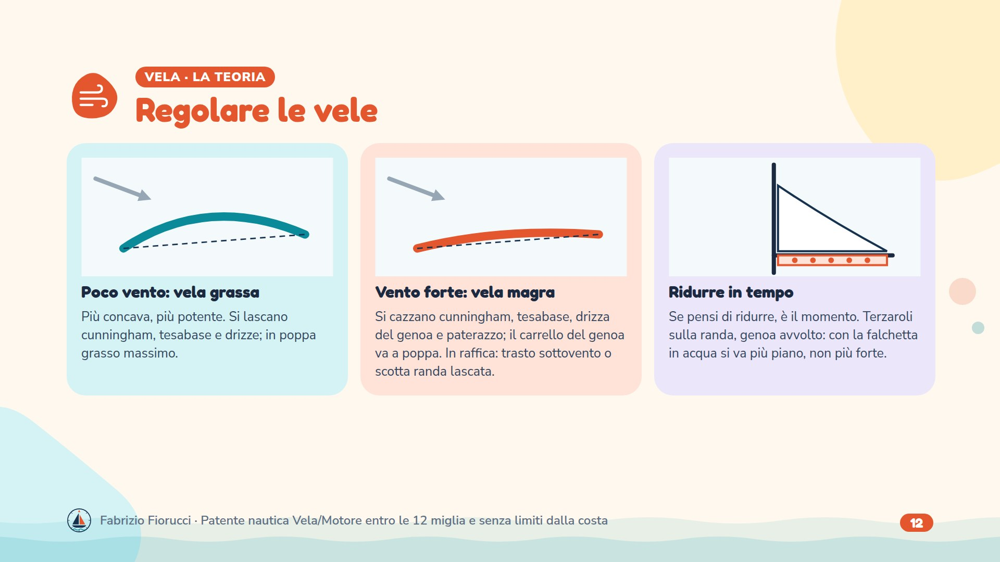 VELA · LA TEORIA
Regolare le vele
Poco vento: vela grassa
Più concava, più potente. Si lascano
cunningham, tesabase e drizze; in poppa
grasso massimo.
Vento forte: vela magra
Si cazzano cunningham, tesabase, drizza
del genoa e paterazzo; il carrello del genoa
va a poppa. In raffica: trasto sottovento o
scotta randa lascata.
Ridurre in tempo
Se pensi di ridurre, è il momento. Terzaroli
sulla randa, genoa avvolto: con la falchetta
in acqua si va più piano, non più forte.
Fabrizio Fiorucci · Patente nautica Vela/Motore entro le 12 miglia e senza limiti dalla costa
12